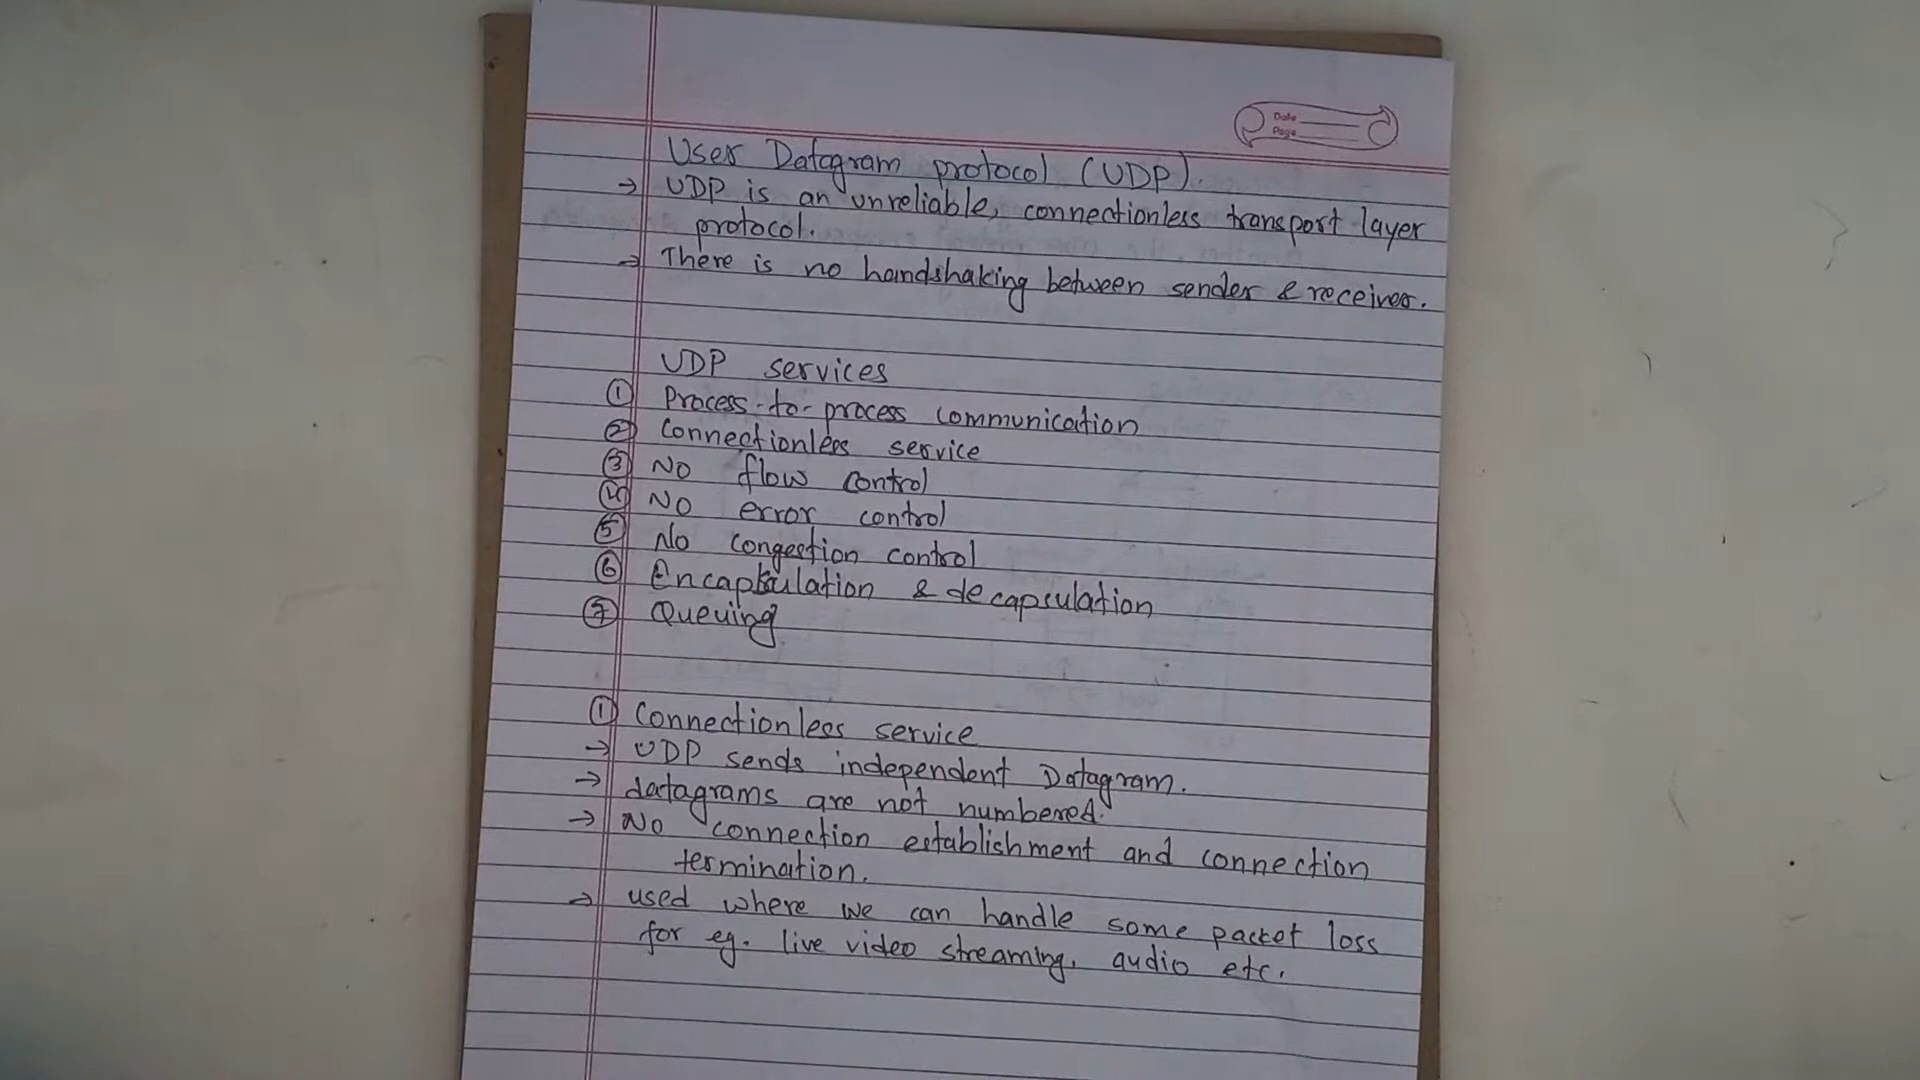 Date
Page
User Datagram protocol (UDP).
→ UDP is an unreliable, connectionless transport layer
protocol.
→ There is no handshaking between sender & receiver.
UDP services
① Process-to-process communication
② Connectionless service
③ No flow control
④ No error control
⑤ No congestion control
⑥ Encapsulation & decapsulation
⑦ Queuing
① Connectionless service
→ UDP sends independent Datagram.
→ datagrams are not numbered.
→ No connection establishment and connection
termination.
→ used where we can handle some packet loss
for eg. live video streaming, audio etc.